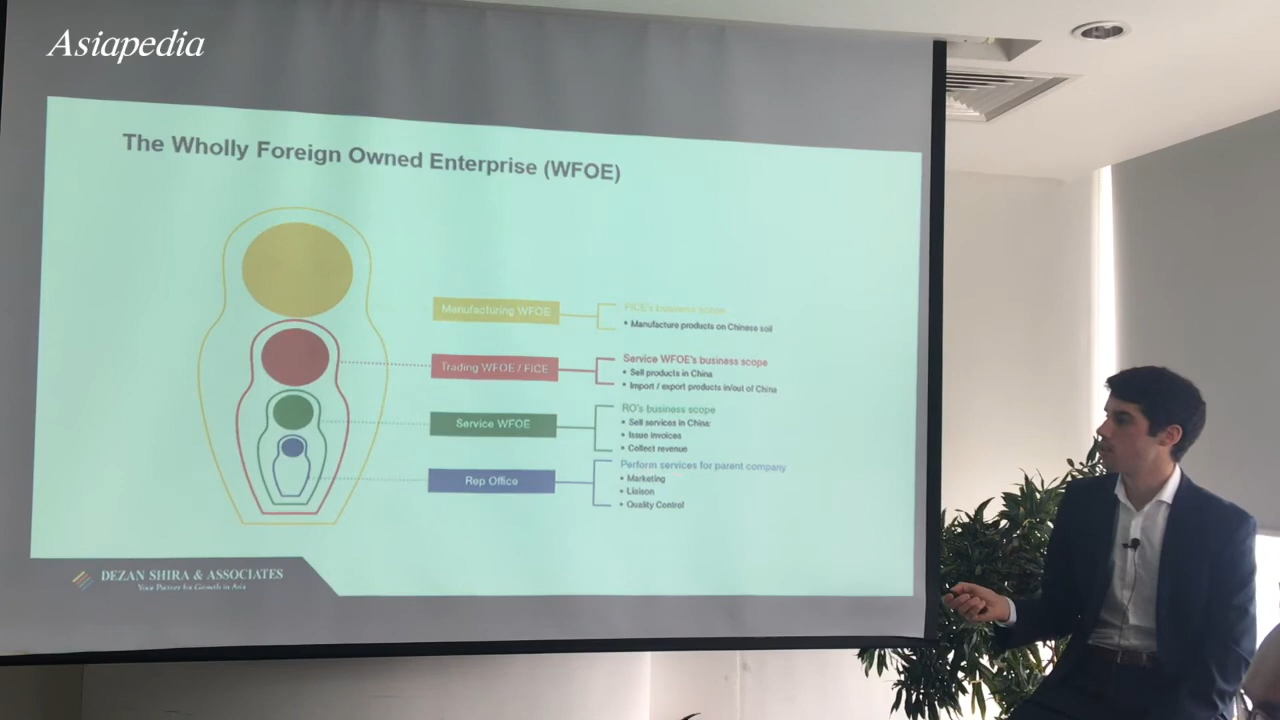 Asiapedia
The Wholly Foreign Owned Enterprise (WFOE)
Manufacturing WFOE
FICE's business scope
• Manufacture products on Chinese soil
Trading WFOE / FICE
Service WFOE's business scope
• Sell products in China
• Import / export products in/out of China
Service WFOE
RO's business scope
• Sell services in China:
• Issue invoices
• Collect revenue
Rep Office
Perform services for parent company
• Marketing
• Liaison
• Quality Control
DEZAN SHIRA & ASSOCIATES
Your Partner for Growth in Asia